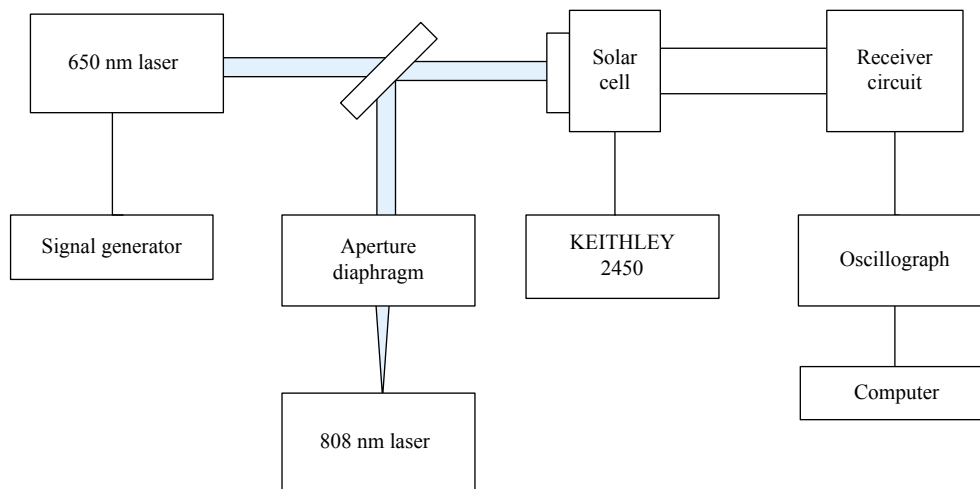 650 nm laser
Solar
cell
Receiver
circuit
Signal generator
Aperture
diaphragm
KEITHLEY
2450
Oscillograph
Computer
808 nm laser